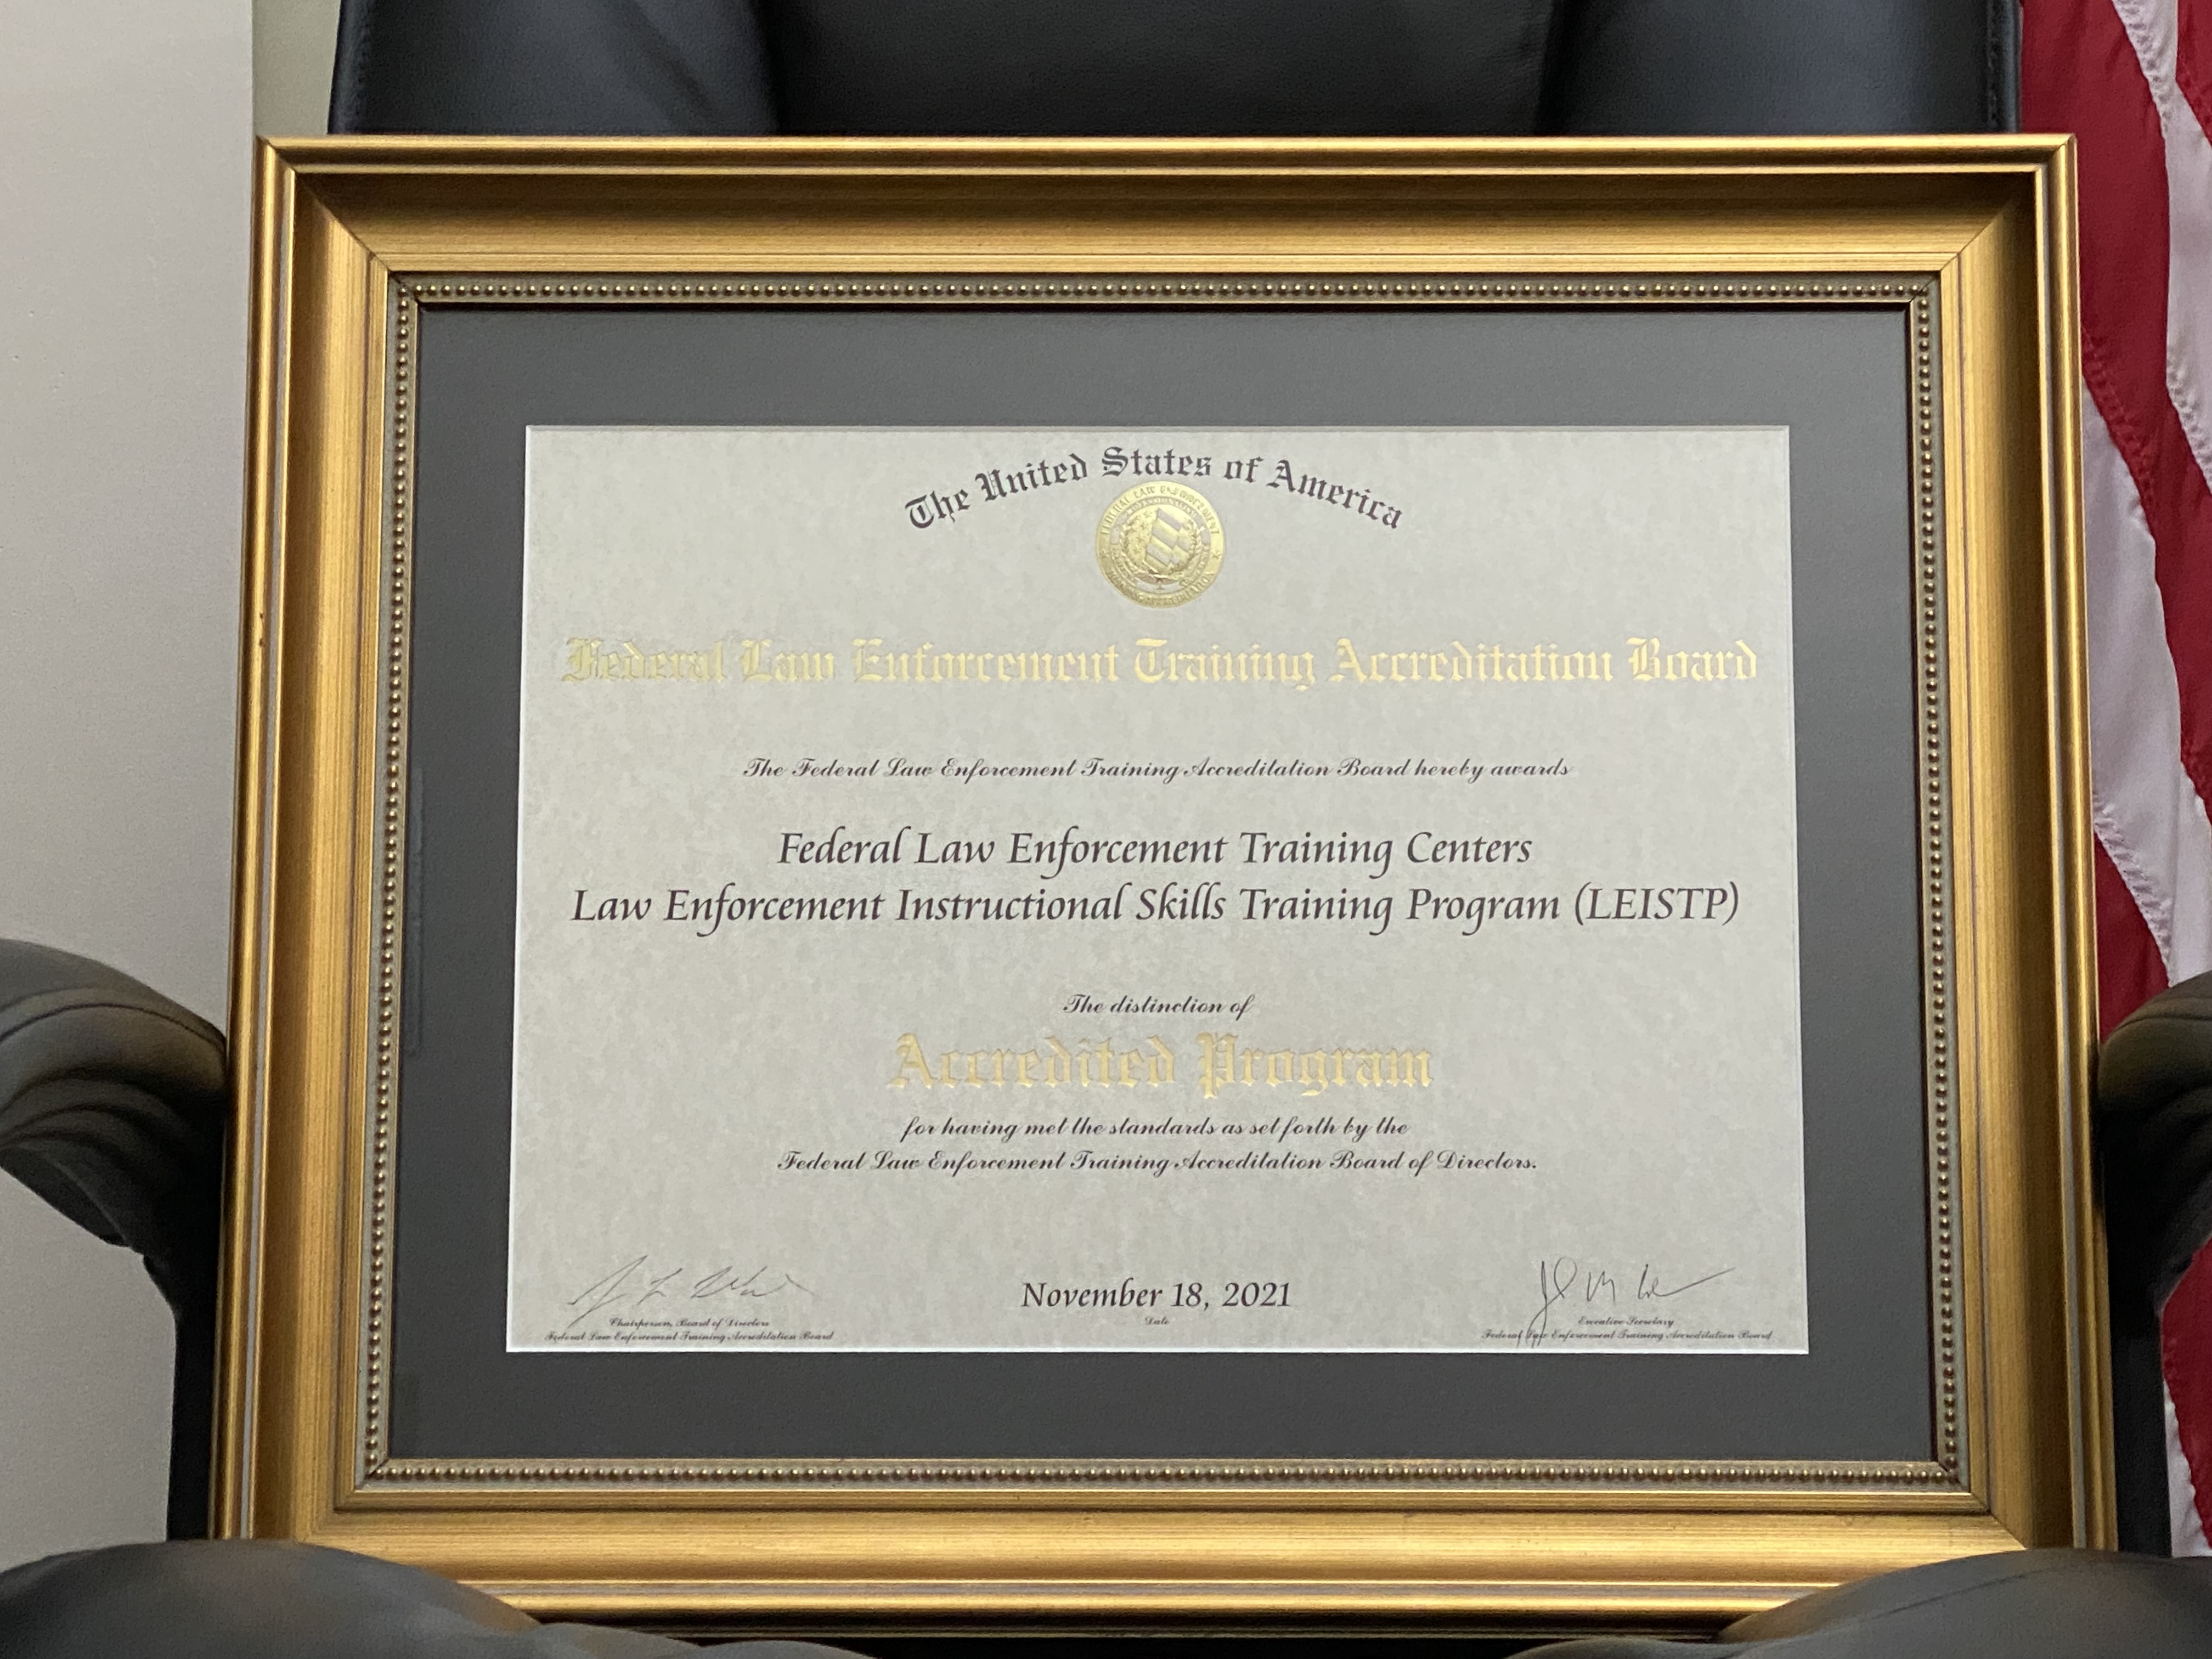 The United States of America
FEDERAL LAW ENFORCEMENT
Federal Law Enforcement Training Accreditation Board
The Federal Law Enforcement Training Accreditation Board hereby awards
Federal Law Enforcement Training Centers
Law Enforcement Instructional Skills Training Program (LEISTP)
The distinction of
Accredited Program
for having met the standards as set forth by the
Federal Law Enforcement Training Accreditation Board of Directors.
November 18, 2021
Chairperson, Board of Directors
Federal Law Enforcement Training Accreditation Board
Date
Executive Secretary
Federal Law Enforcement Training Accreditation Board